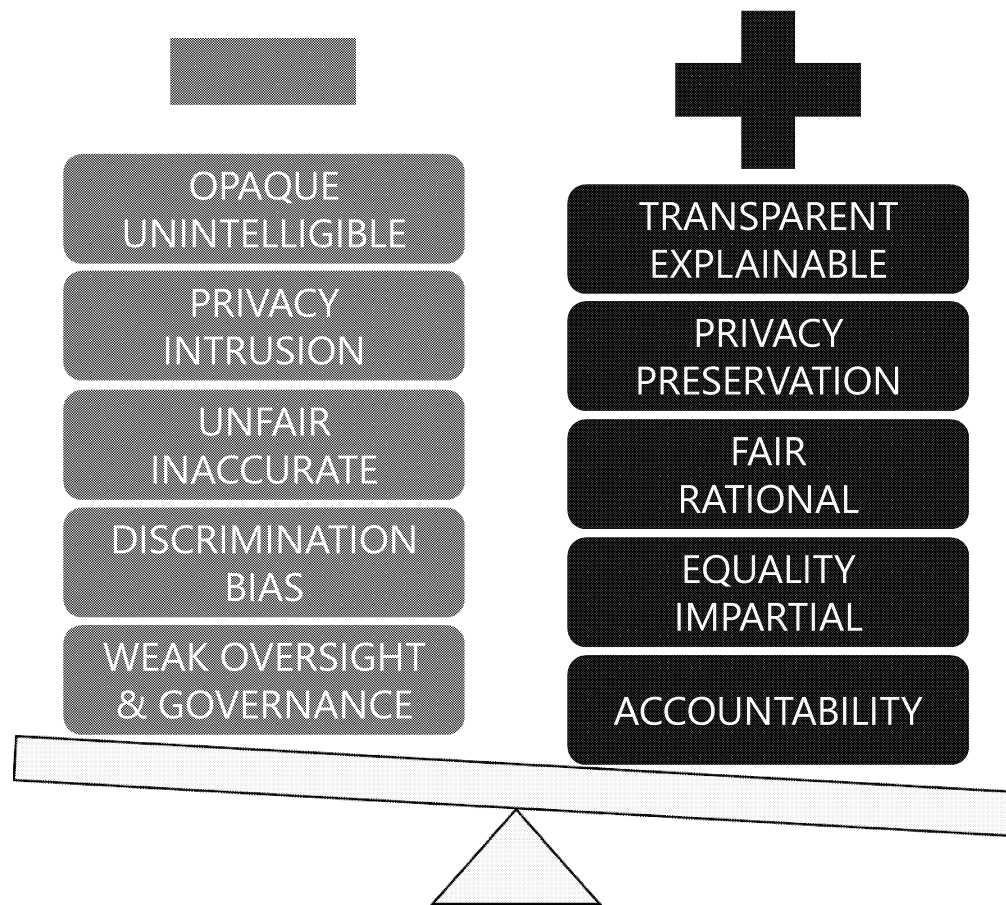 OPAQUE
UNINTELLIGIBLE
PRIVACY
INTRUSION
UNFAIR
INACCURATE
DISCRIMINATION
BIAS
WEAK OVERSIGHT
& GOVERNANCE
TRANSPARENT
EXPLAINABLE
PRIVACY
PRESERVATION
FAIR
RATIONAL
EQUALITY
IMPARTIAL
ACCOUNTABILITY